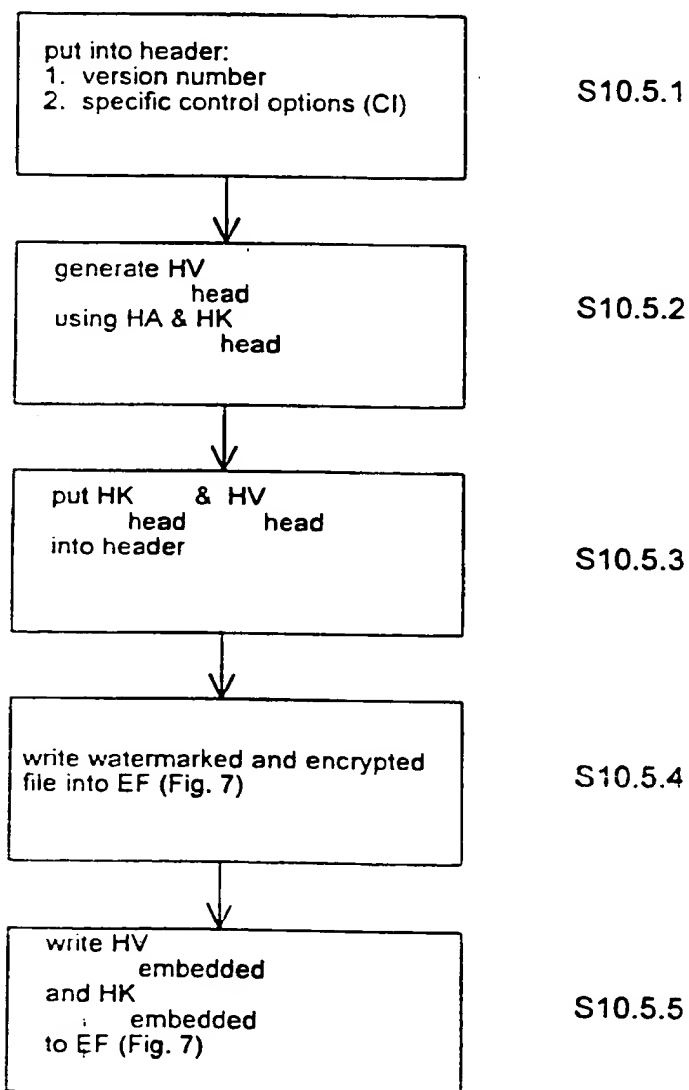 put into header:
1. version number
2. specific control options (CI)
S10.5.1
generate HV
head
using HA & HK
head
S10.5.2
put HK & HV
head head
into header
S10.5.3
write watermarked and encrypted
file into EF (Fig. 7)
S10.5.4
write HV
embedded
and HK
embedded
to EF (Fig. 7)
S10.5.5